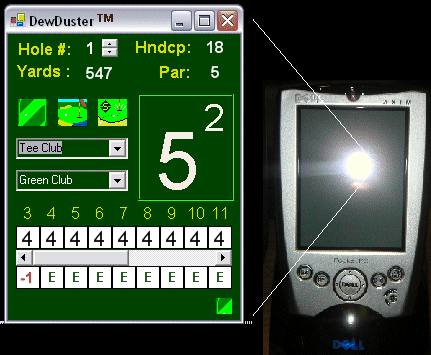 DewDuster ™
Hole #: 1 Hndcp: 18
Yards : 547 Par: 5
5 2
Tee Club
Green Club
3 4 5 6 7 8 9 10 11
4 4 4 4 4 4 4 4 4
-1 E E E E E E E E
AXIM
Pocket PC
DELL
DELL